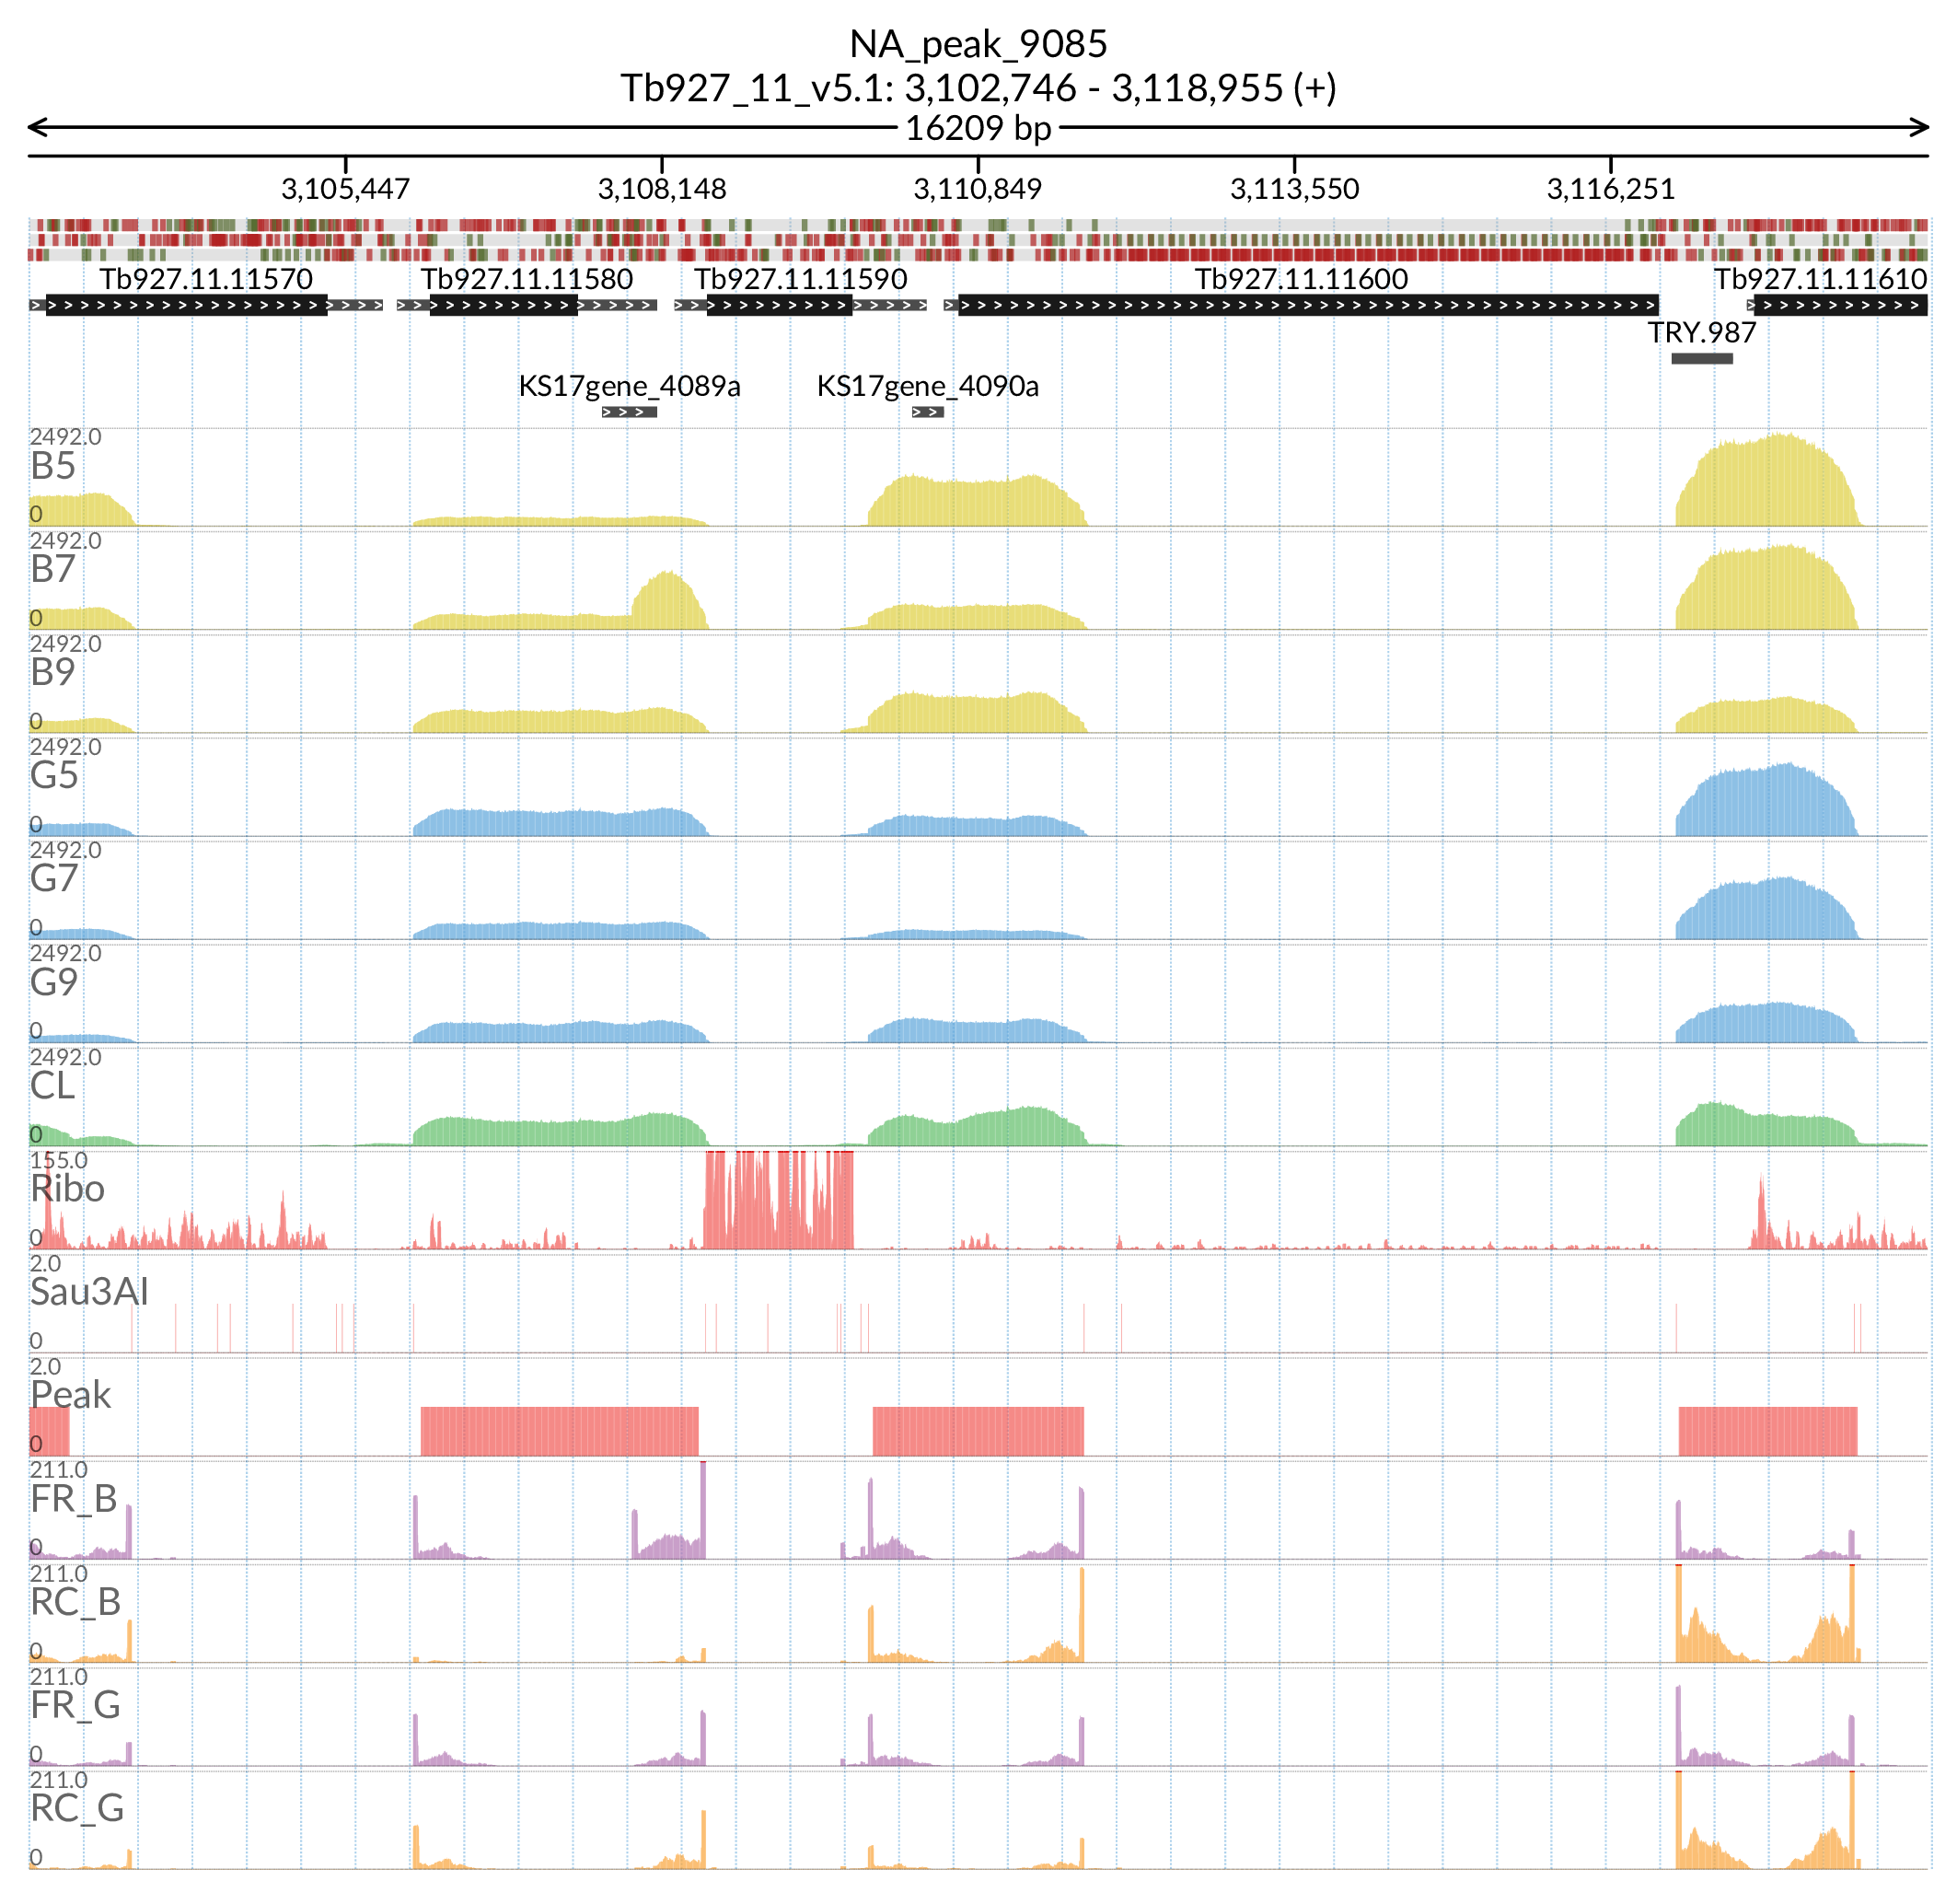 NA_peak_9085
Tb927_11_v5.1: 3,102,746 - 3,118,955 (+)
16209 bp
3,105,447 3,108,148 3,110,849 3,113,550 3,116,251
Tb927.11.11570 Tb927.11.11580 Tb927.11.11590 Tb927.11.11600 Tb927.11.11610
TRY.987
KS17gene_4089a KS17gene_4090a
2492.0
B5
0
2492.0
B7
0
2492.0
B9
0
2492.0
G5
0
2492.0
G7
0
2492.0
G9
0
2492.0
CL
0
155.0
Ribo
0
2.0
Sau3AI
0
2.0
Peak
0
211.0
FR_B
0
211.0
RC_B
0
211.0
FR_G
0
211.0
RC_G
0